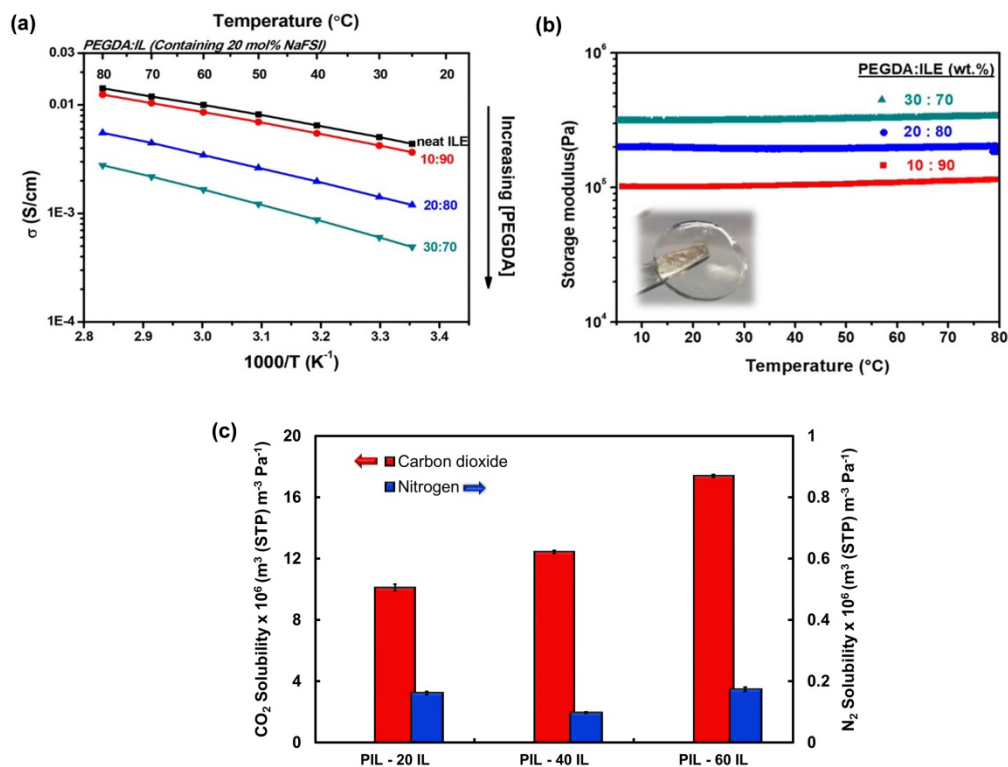 (a)
Temperature (°C)
PEGDA:IL (Containing 20 mol% NaFSI)
80 70 60 50 40 30 20
0.03
0.01
1E-3
1E-4
σ (S/cm)
neat ILE
10:90
20:80
30:70
Increasing [PEGDA]
2.8 2.9 3.0 3.1 3.2 3.3 3.4
1000/T (K⁻¹)
(b)
10⁶
10⁵
10⁴
Storage modulus(Pa)
PEGDA:ILE (wt.%)
30 : 70
20 : 80
10 : 90
10 20 30 40 50 60 70 80
Temperature (°C)
(c)
20
16
12
8
4
0
CO₂ Solubility x 10⁶ (m³ (STP) m⁻³ Pa⁻¹)
Carbon dioxide
Nitrogen
1
0.8
0.6
0.4
0.2
0
N₂ Solubility x 10⁶ (m³ (STP) m⁻³ Pa⁻¹)
PIL - 20 IL PIL - 40 IL PIL - 60 IL